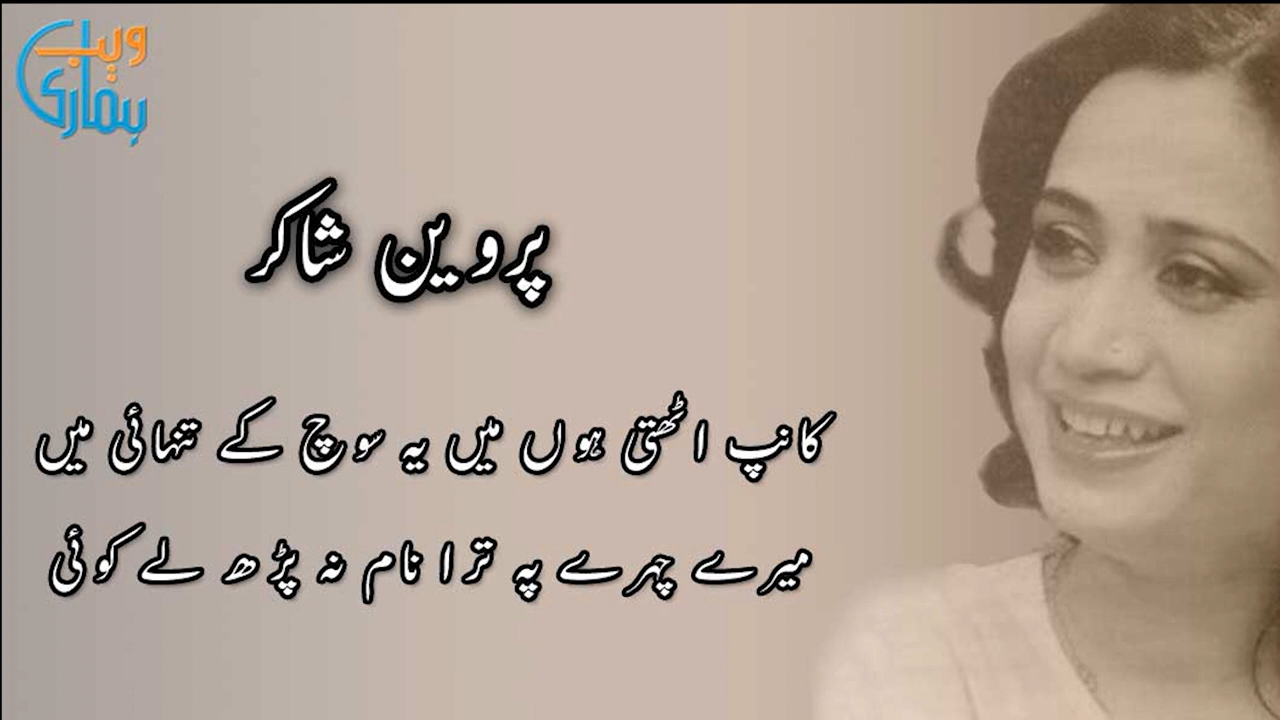 ہماری ویب
پروین شاکر
کانپ اٹھتی ہوں میں یہ سوچ کے تنہائی میں
میرے چہرے پہ ترا نام نہ پڑھ لے کوئی